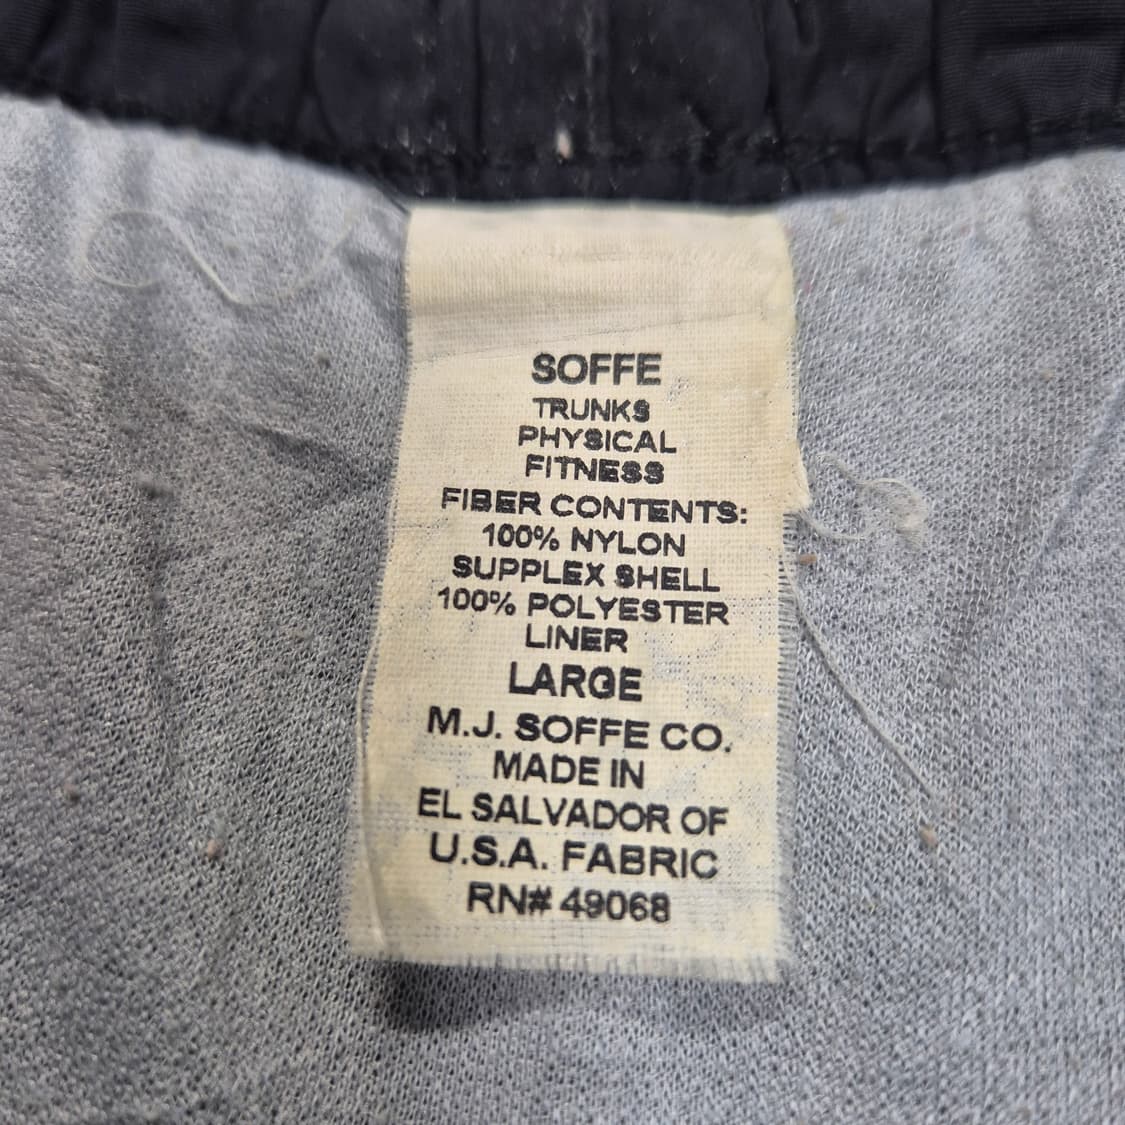 SOFFE
TRUNKS
PHYSICAL
FITNESS
FIBER CONTENTS:
100% NYLON
SUPPLEX SHELL
100% POLYESTER
LINER
LARGE
M.J. SOFFE CO.
MADE IN
EL SALVADOR OF
U.S.A. FABRIC
RN# 49068